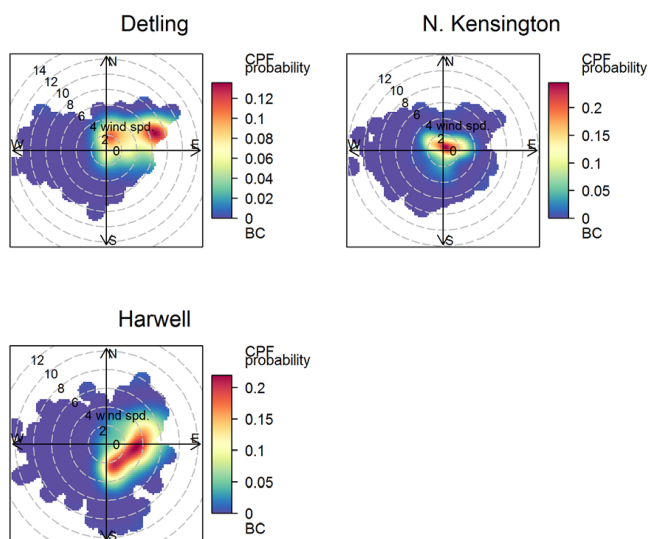 Detling
N. Kensington
CPF
probability
N
14
12
10
8
6
4 wind spd.
2
0
W
E
S
0.12
0.10
0.08
0.06
0.04
0.02
0
BC
CPF
probability
N
12
10
8
6
4 wind spd.
2
0
W
E
S
0.2
0.15
0.1
0.05
0
BC
Harwell
CPF
probability
N
12
10
8
6
4 wind spd.
2
0
W
E
S
0.2
0.15
0.1
0.05
0
BC